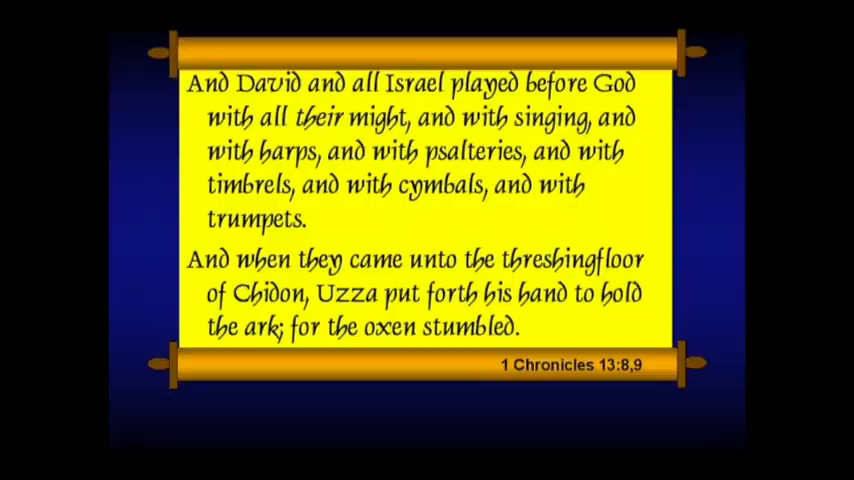 And David and all Israel played before God
with all their might, and with singing, and
with harps, and with psalteries, and with
timbrels, and with cymbals, and with
trumpets.
And when they came unto the threshingfloor
of Chidon, Uzza put forth his hand to hold
the ark; for the oxen stumbled.
1 Chronicles 13:8,9